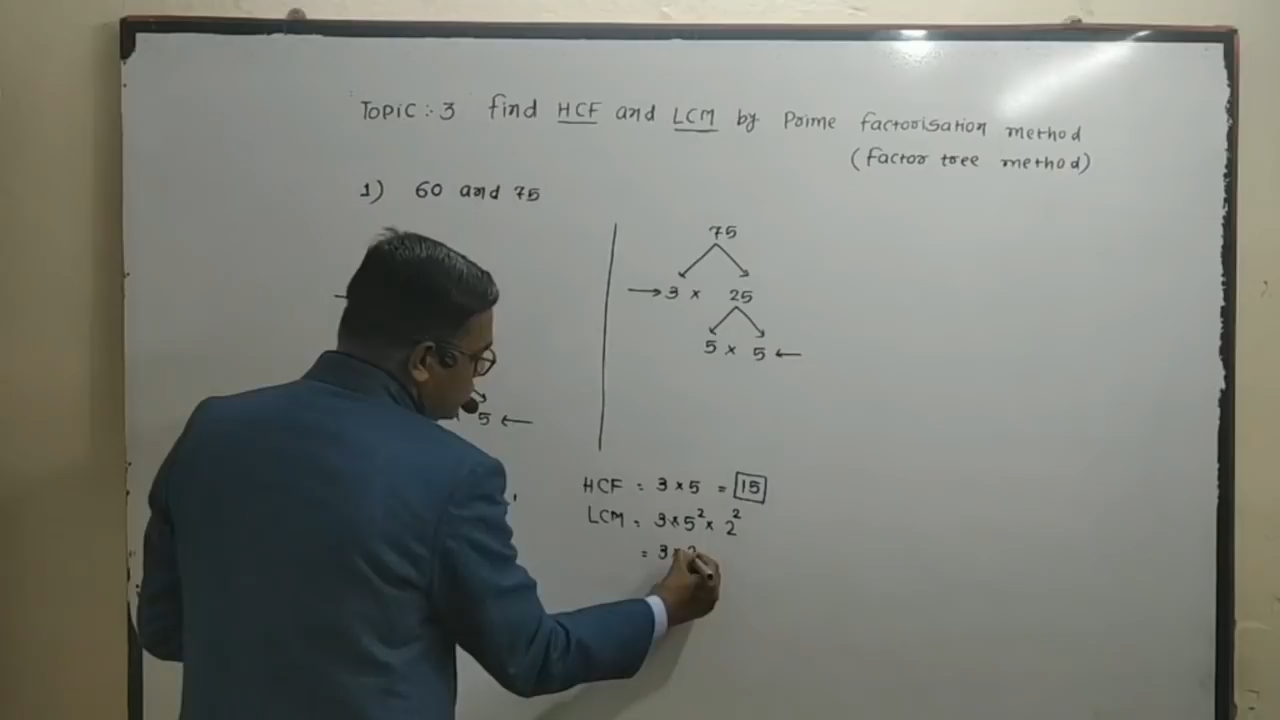 TOPIC :- 3 find HCF and LCM by Prime factorisation method
(factor tree method)
1) 60 and 75
75
→ 3 × 25
5 × 5 ←
5 ←
HCF = 3 × 5 = 15
LCM = 3 × 5² × 2²
= 3 ×